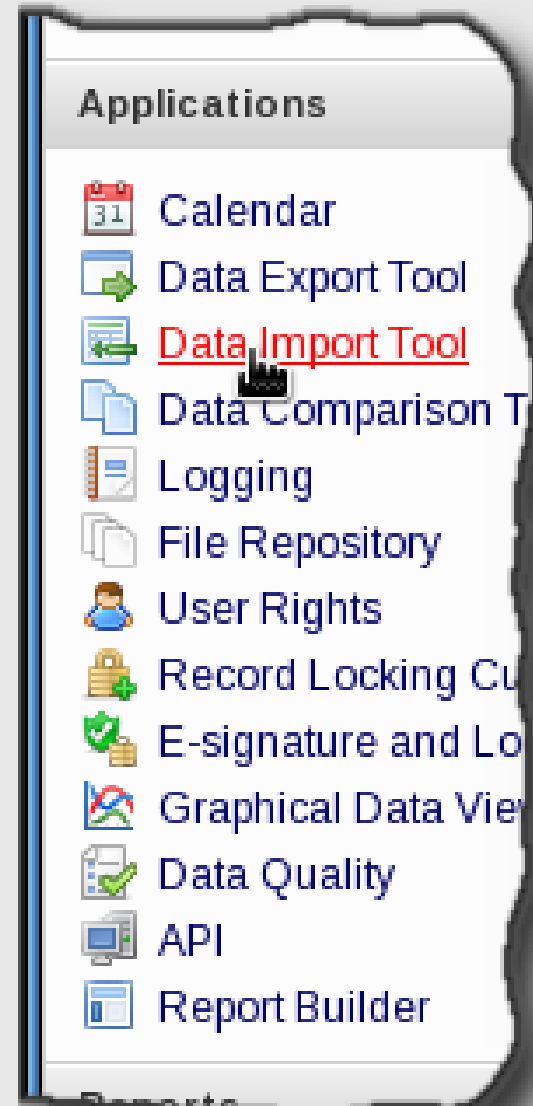 Applications
31
Calendar
Data Export Tool
Data Import Tool
Data Comparison T
Logging
File Repository
User Rights
Record Locking Cu
E-signature and Lo
Graphical Data Vie
Data Quality
API
Report Builder
Reports